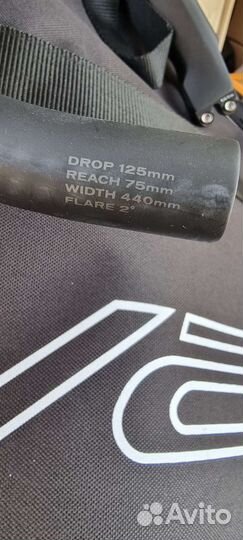 DROP 125mm
REACH 75mm
WIDTH 440mm
FLARE 2°
Avito